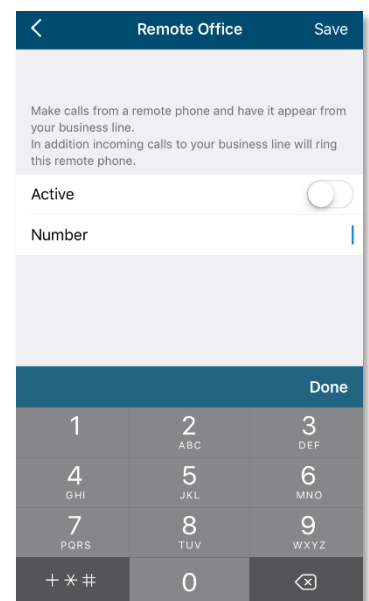 Remote Office Save
Make calls from a remote phone and have it appear from
your business line.
In addition incoming calls to your business line will ring
this remote phone.
Active
Number
Done
1 2 3
ABC DEF
4 5 6
GHI JKL MNO
7 8 9
PQRS TUV WXYZ
+*# 0